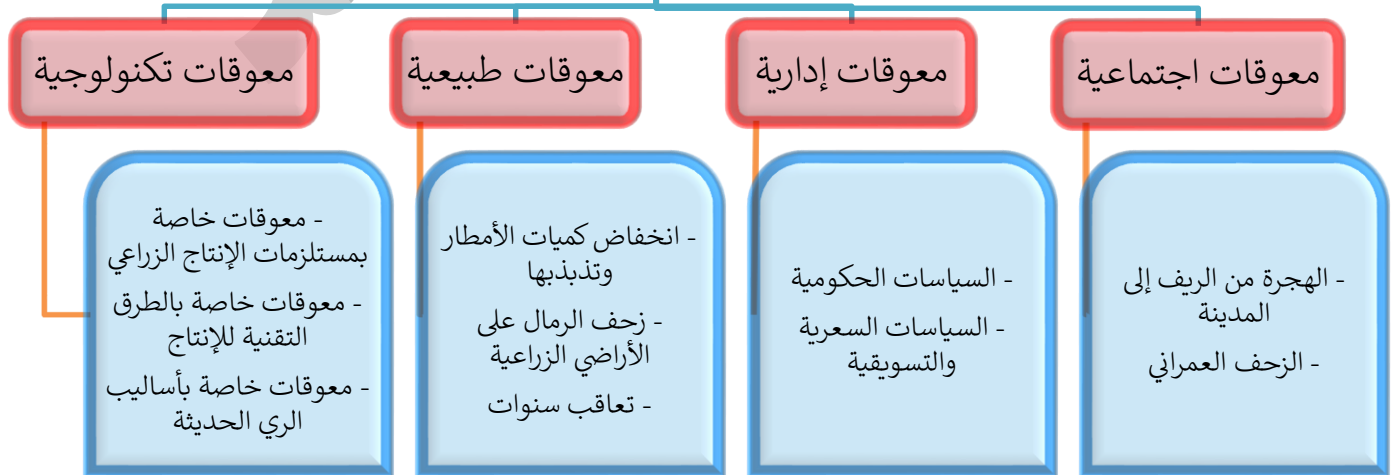 معوقات اجتماعية
- الهجرة من الريف إلى
المدينة
- الزحف العمراني
معوقات إدارية
- السياسات الحكومية
- السياسات السعرية
والتسويقية
معوقات طبيعية
- انخفاض كميات الأمطار
وتذبذبها
- زحف الرمال على
الأراضي الزراعية
- تعاقب سنوات
معوقات تكنولوجية
- معوقات خاصة
بمستلزمات الإنتاج الزراعي
- معوقات خاصة بالطرق
التقنية للإنتاج
- معوقات خاصة بأساليب
الري الحديثة